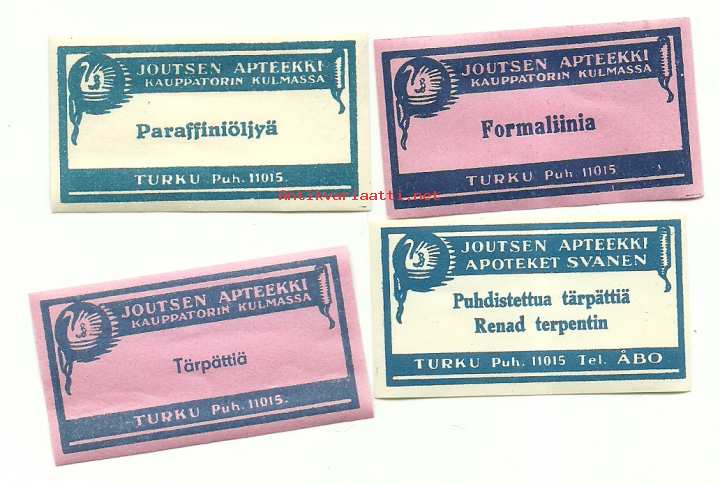 JOUTSEN APTEEKKI
KAUPPATORIN KULMASSA
Paraffiniöljyä
TURKU Puh. 11015.
JOUTSEN APTEEKKI
KAUPPATORIN KULMASSA
Formaliinia
TURKU Puh 11015.
Antikvariaatti.net
JOUTSEN APTEEKKI
KAUPPATORIN KULMASSA
Tärpättiä
TURKU Puh. 11015.
JOUTSEN APTEEKKI
APOTEKET SVANEN
Puhdistettua tärpättiä
Renad terpentin
TURKU Puh. 11015 Tel. ÅBO